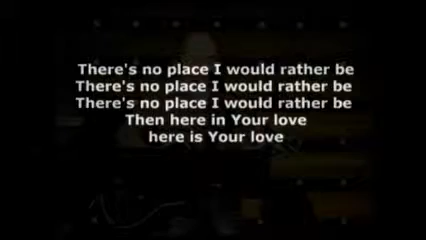 There's no place I would rather be
There's no place I would rather be
There's no place I would rather be
Then here in Your love
here is Your love